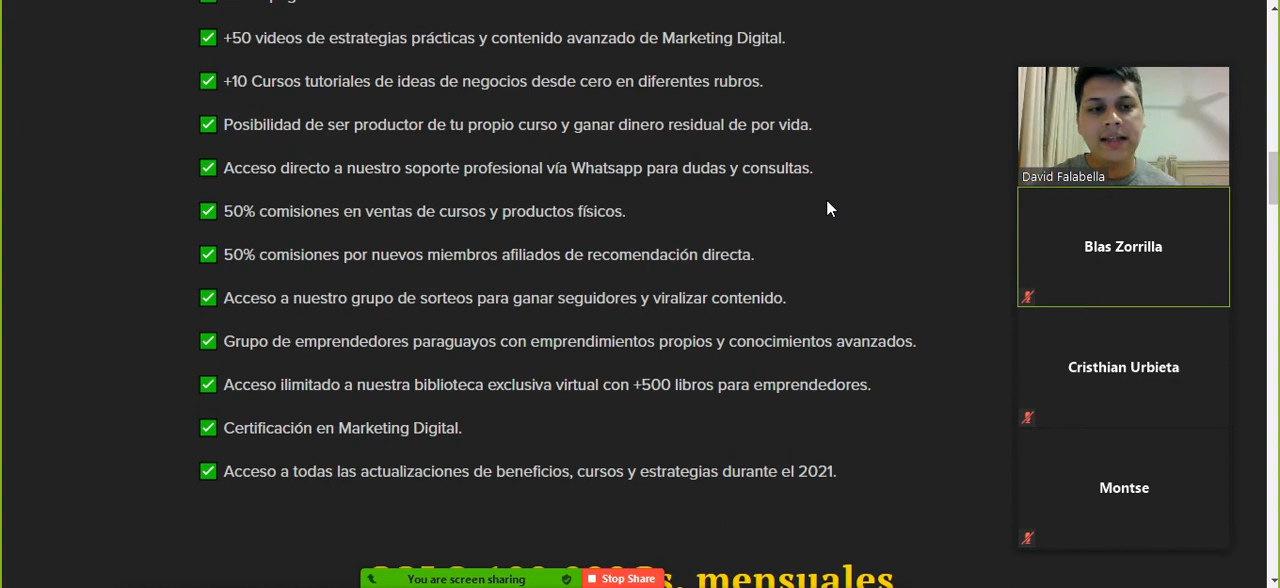 +50 videos de estrategias prácticas y contenido avanzado de Marketing Digital.
+10 Cursos tutoriales de ideas de negocios desde cero en diferentes rubros.
Posibilidad de ser productor de tu propio curso y ganar dinero residual de por vida.
Acceso directo a nuestro soporte profesional vía Whatsapp para dudas y consultas.
50% comisiones en ventas de cursos y productos físicos.
50% comisiones por nuevos miembros afiliados de recomendación directa.
Acceso a nuestro grupo de sorteos para ganar seguidores y viralizar contenido.
Grupo de emprendedores paraguayos con emprendimientos propios y conocimientos avanzados.
Acceso ilimitado a nuestra biblioteca exclusiva virtual con +500 libros para emprendedores.
Certificación en Marketing Digital.
Acceso a todas las actualizaciones de beneficios, cursos y estrategias durante el 2021.
mensuales
You are screen sharing
Stop Share
David Falabella
Blas Zorrilla
Cristhian Urbieta
Montse